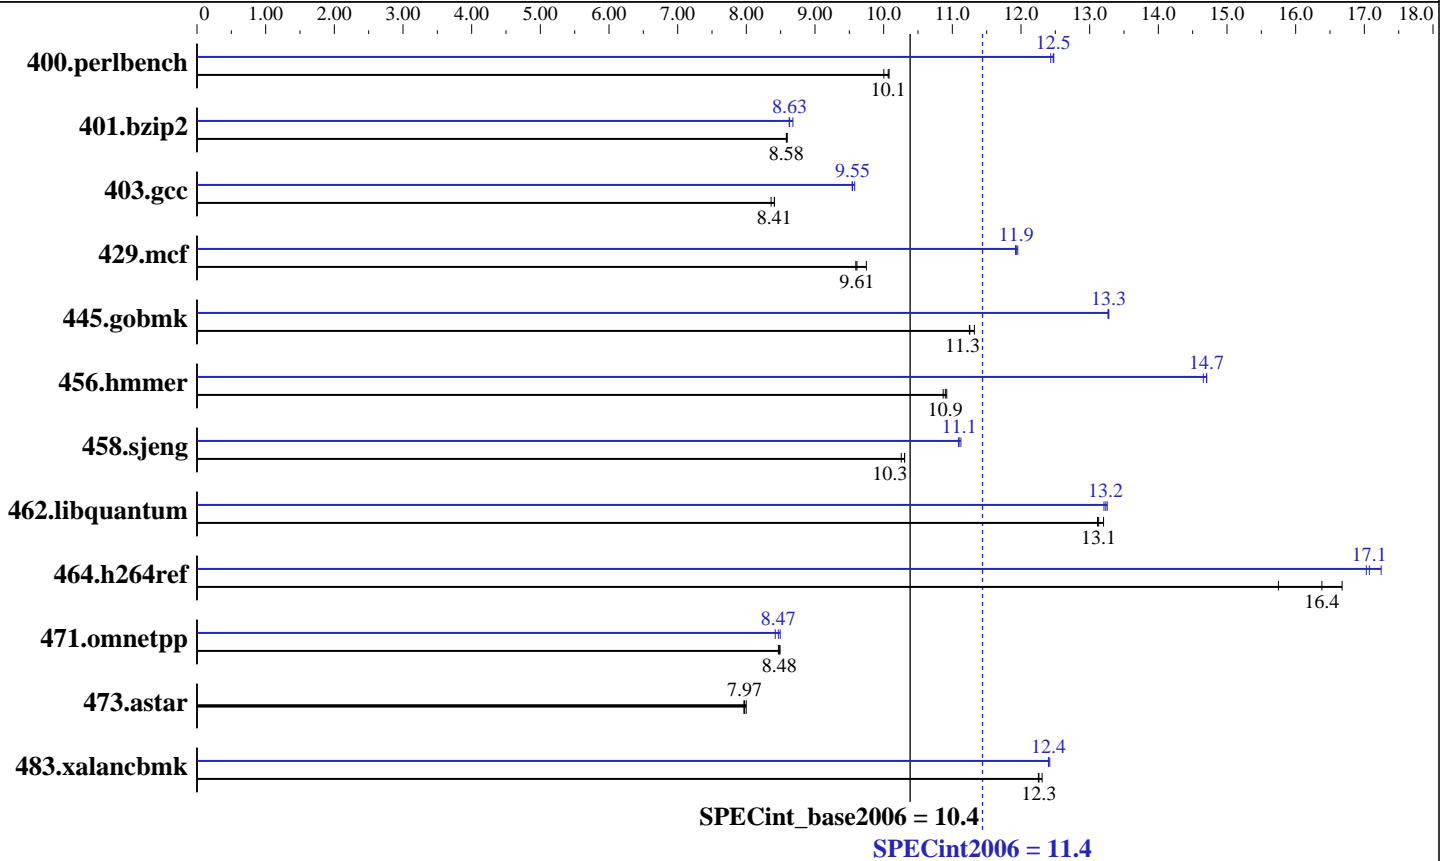 0 1.00 2.00 3.00 4.00 5.00 6.00 7.00 8.00 9.00 10.0 11.0 12.0 13.0 14.0 15.0 16.0 17.0 18.0
12.5
400.perlbench
10.1
8.63
401.bzip2
8.58
9.55
403.gcc
8.41
11.9
429.mcf
9.61
13.3
445.gobmk
11.3
14.7
456.hmmer
10.9
11.1
458.sjeng
10.3
13.2
462.libquantum
13.1
17.1
464.h264ref
16.4
8.47
471.omnetpp
8.48
7.97
473.astar
12.4
483.xalancbmk
12.3
SPECint_base2006 = 10.4
SPECint2006 = 11.4